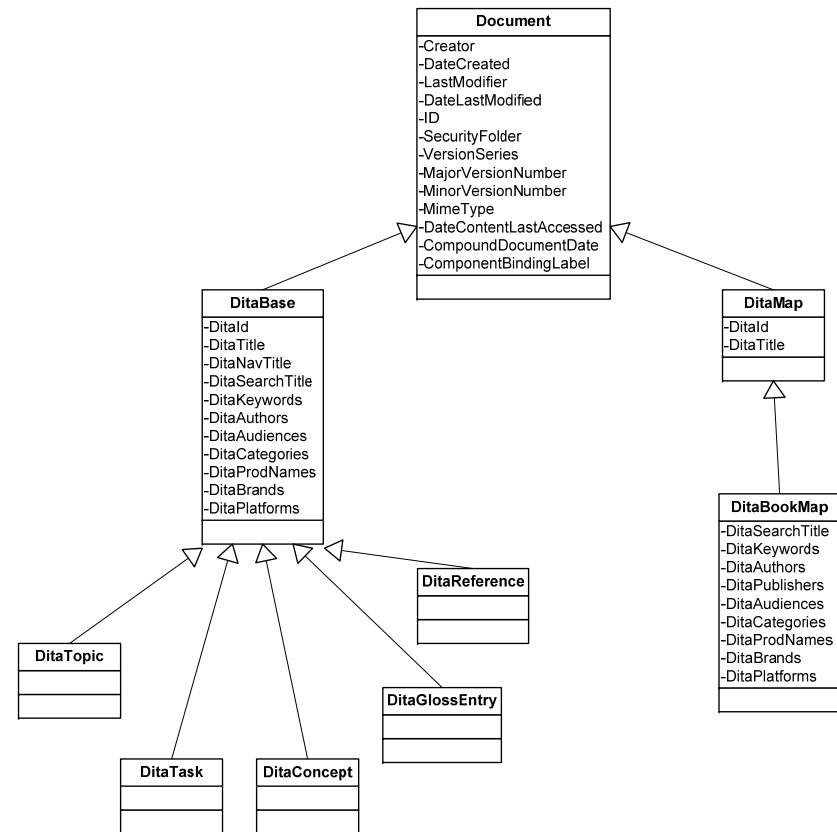 Document
-Creator
-DateCreated
-LastModifier
-DateLastModified
-ID
-SecurityFolder
-VersionSeries
-MajorVersionNumber
-MinorVersionNumber
-MimeType
-DateContentLastAccessed
-CompoundDocumentDate
-ComponentBindingLabel
DitaBase
-DitaId
-DitaTitle
-DitaNavTitle
-DitaSearchTitle
-DitaKeywords
-DitaAuthors
-DitaAudiences
-DitaCategories
-DitaProdNames
-DitaBrands
-DitaPlatforms
DitaMap
-DitaId
-DitaTitle
DitaBookMap
-DitaSearchTitle
-DitaKeywords
-DitaAuthors
-DitaPublishers
-DitaAudiences
-DitaCategories
-DitaProdNames
-DitaBrands
-DitaPlatforms
DitaReference
DitaTopic
DitaGlossEntry
DitaTask
DitaConcept